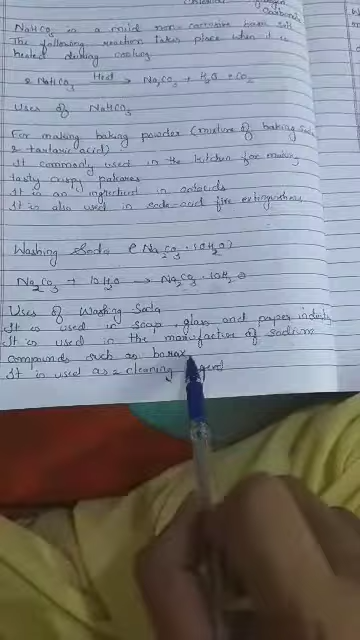 Carbonate
NaHCO3 is a mild non-corrosive base salt
The following reaction takes place when it is
heated during cooling
2 NaHCO3 Heat → Na2CO3 + H2O + CO2
Uses of NaHCO3
For making baking powder (mixture of baking Soda
& tartaric acid)
It commonly used in the kitchen for making
tasty crispy pakoras
It is an ingredient in antacids
It is also used in soda-acid fire extinguishers
Washing Soda (Na2CO3.10H2O)
Na2CO3 + 10H2O → Na2CO3.10H2O
Uses of Washing Soda
It is used in soap, glass and paper industry
It is used in the manufacture of sodium
compounds such as borax
It is used as a cleaning agent